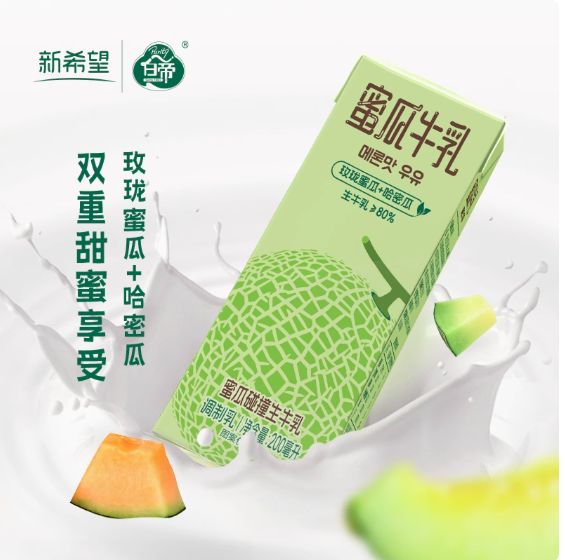 新希望
Purity
白帝
®
玫珑蜜瓜+哈密瓜
双重甜蜜享受
蜜瓜牛乳
메론맛 우유
玫珑蜜瓜+哈密瓜
生牛乳≥80%
蜜瓜碰撞生牛乳
调制乳 净含量:200毫升